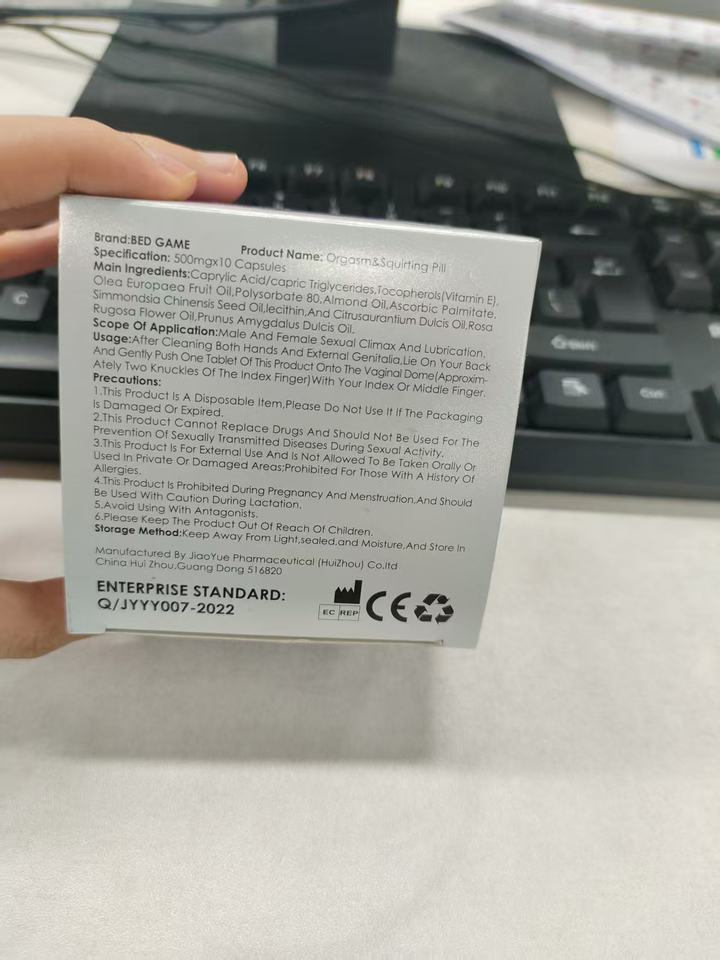 Brand:BED GAME Product Name: Orgasm&Squirting Pill
Specification: 500mgx10 Capsules
Main Ingredients:Caprylic Acid/capric Triglycerides,Tocopherols(Vitamin E),
Olea Europaea Fruit Oil,Polysorbate 80,Almond Oil,Ascorbic Palmitate,
Simmondsia Chinensis Seed Oil,lecithin,And Citrusaurantium Dulcis Oil,Rosa
Rugosa Flower Oil,Prunus Amygdalus Dulcis Oil.
Scope Of Application:Male And Female Sexual Climax And Lubrication.
Usage:After Cleaning Both Hands And External Genitalia,Lie On Your Back
And Gently Push One Tablet Of This Product Onto The Vaginal Dome(Approxim-
Ately Two Knuckles Of The Index Finger)With Your Index Or Middle Finger.
Precautions:
1.This Product Is A Disposable Item,Please Do Not Use It If The Packaging
Is Damaged Or Expired.
2.This Product Cannot Replace Drugs And Should Not Be Used For The
Prevention Of Sexually Transmitted Diseases During Sexual Activity.
3.This Product Is For External Use And Is Not Allowed To Be Taken Orally Or
Used In Private Or Damaged Areas;Prohibited For Those With A History Of
Allergies.
4.This Product Is Prohibited During Pregnancy And Menstruation,And Should
Be Used With Caution During Lactation.
5.Avoid Using With Antagonists.
6.Please Keep The Product Out Of Reach Of Children.
Storage Method:Keep Away From Light,sealed,and Moisture,And Store In
Manufactured By JiaoYue Pharmaceutical (HuiZhou) Co.ltd
China Hui Zhou,Guang Dong 516820
ENTERPRISE STANDARD:
Q/JYYY007-2022
EC REP CE
C
Ctrl